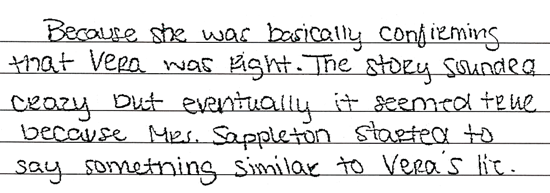 Because she was basically confirming
that Vera was right. The story sounded
crazy but eventually it seemed true
because Mrs. Sappleton started to
say something similar to Vera's lie.